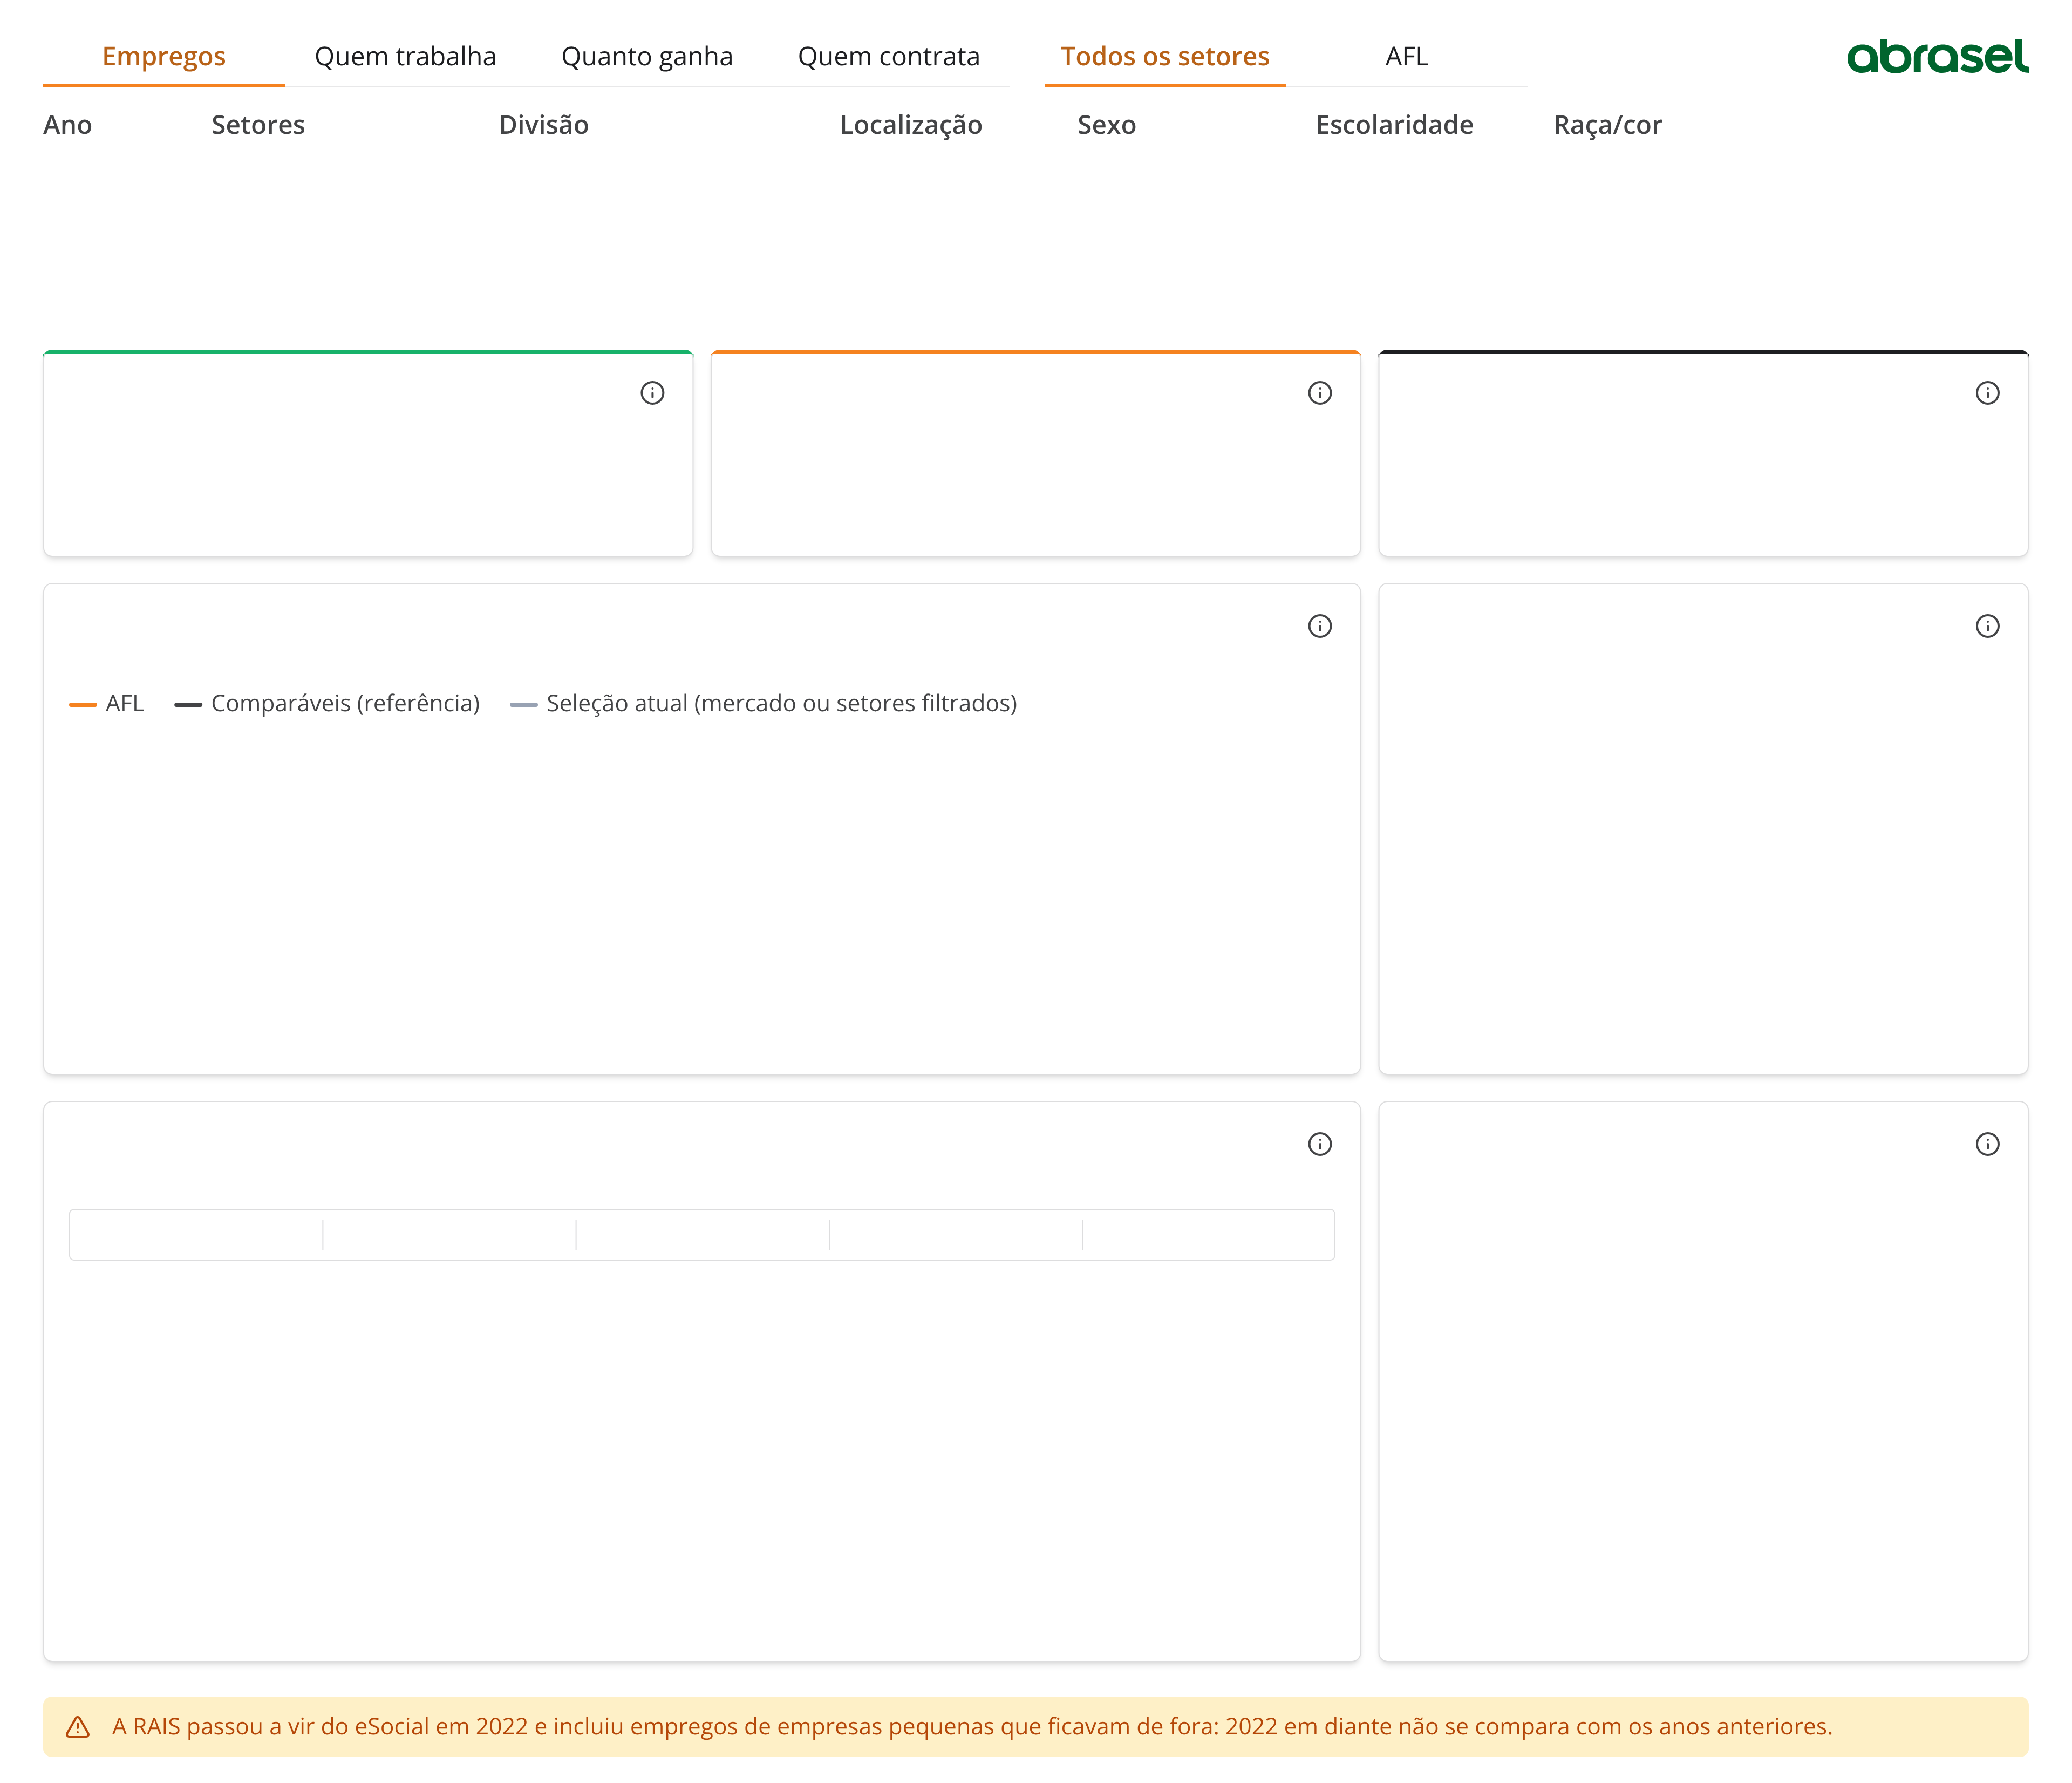 Empregos Quem trabalha Quanto ganha Quem contrata Todos os setores AFL abrasel
Ano Setores Divisão Localização Sexo Escolaridade Raça/cor
AFL Comparáveis (referência) Seleção atual (mercado ou setores filtrados)
A RAIS passou a vir do eSocial em 2022 e incluiu empregos de empresas pequenas que ficavam de fora: 2022 em diante não se compara com os anos anteriores.